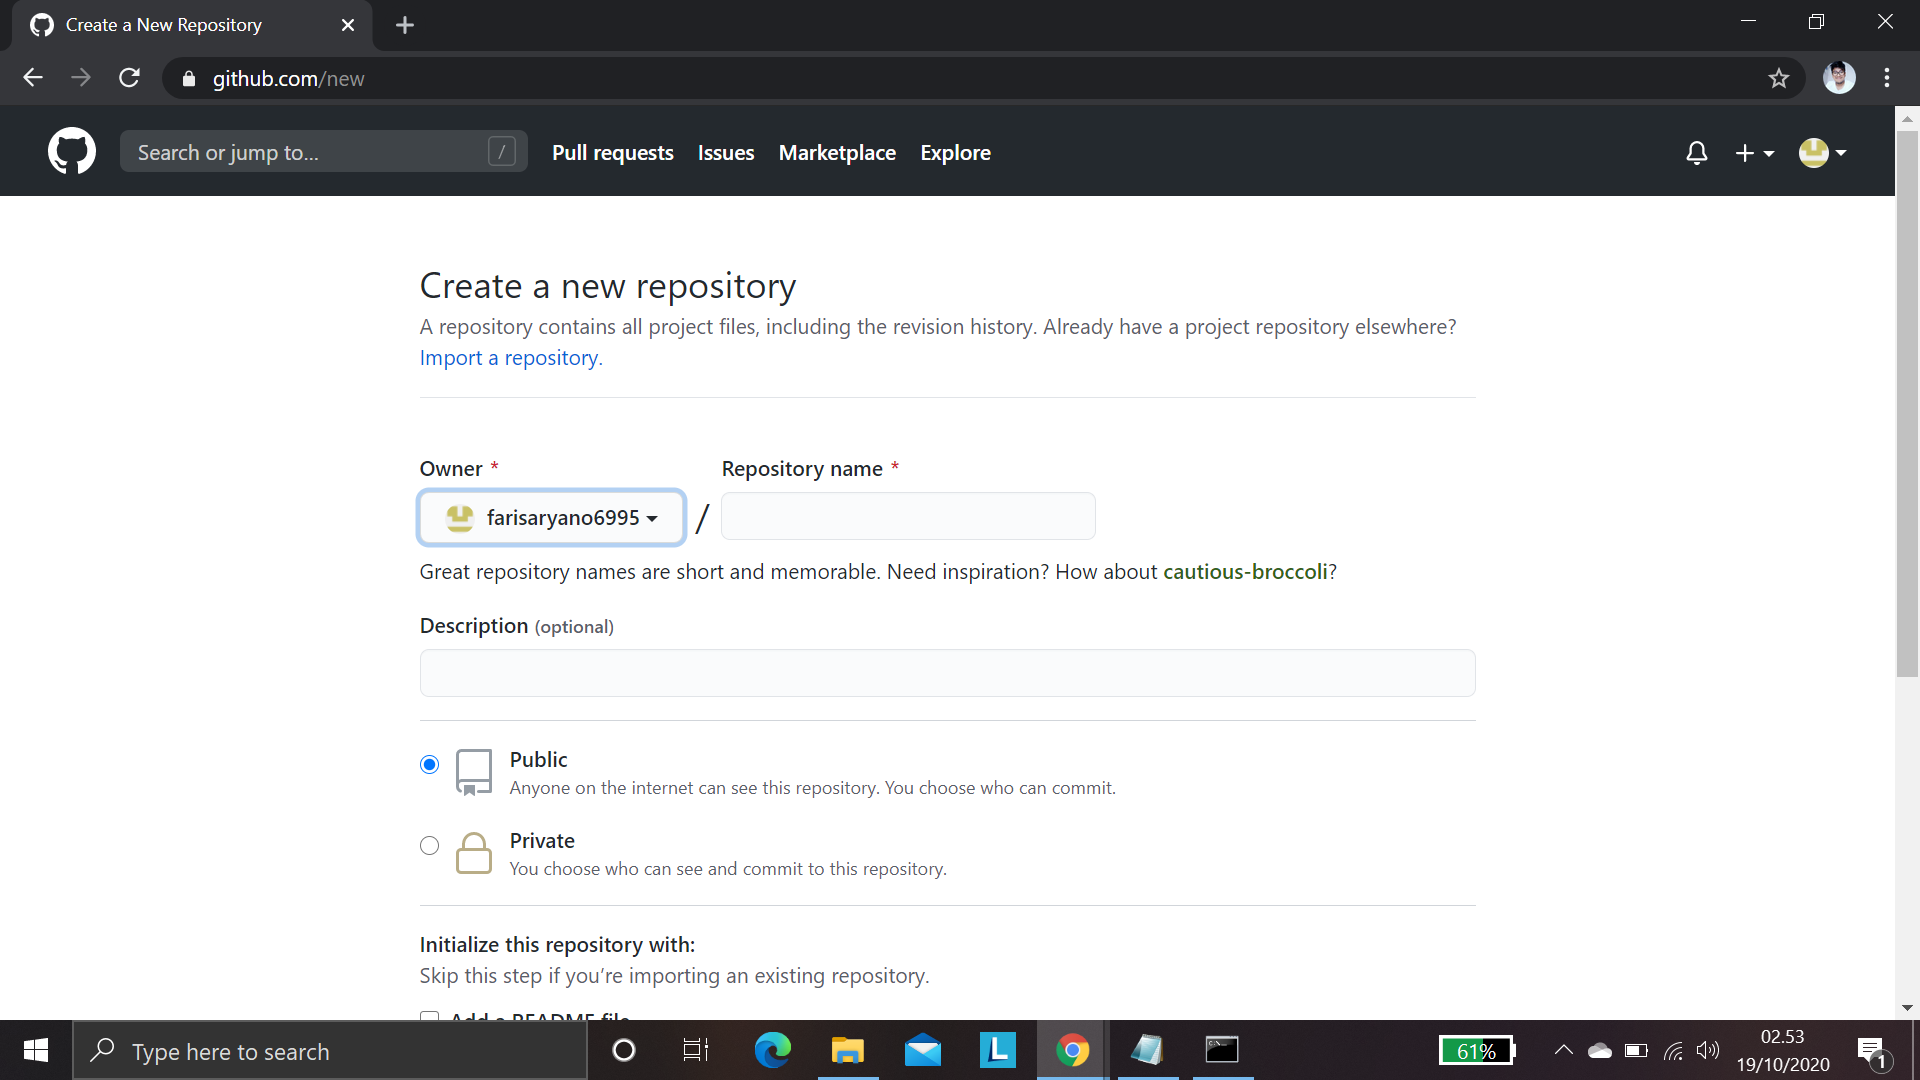 Create a New Repository
github.com/new
Search or jump to... /
Pull requests Issues Marketplace Explore
Create a new repository
A repository contains all project files, including the revision history. Already have a project repository elsewhere?
Import a repository.
Owner * Repository name *
farisaryano6995 /
Great repository names are short and memorable. Need inspiration? How about cautious-broccoli?
Description (optional)
Public
Anyone on the internet can see this repository. You choose who can commit.
Private
You choose who can see and commit to this repository.
Initialize this repository with:
Skip this step if you’re importing an existing repository.
Add a README file
Type here to search
L
61%
02.53
19/10/2020
1